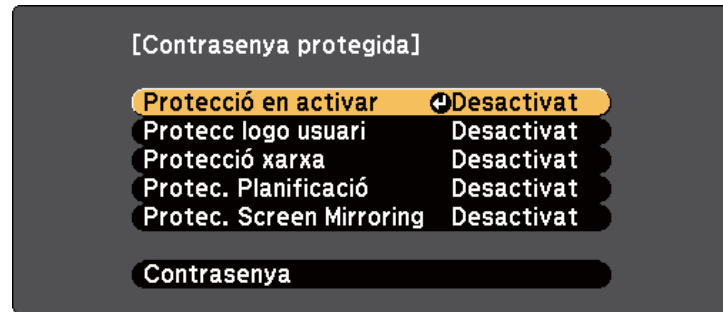 [Contrasenya protegida]
Protecció en activar Desactivat
Protecc logo usuari Desactivat
Protecció xarxa Desactivat
Protec. Planificació Desactivat
Protec. Screen Mirroring Desactivat
Contrasenya